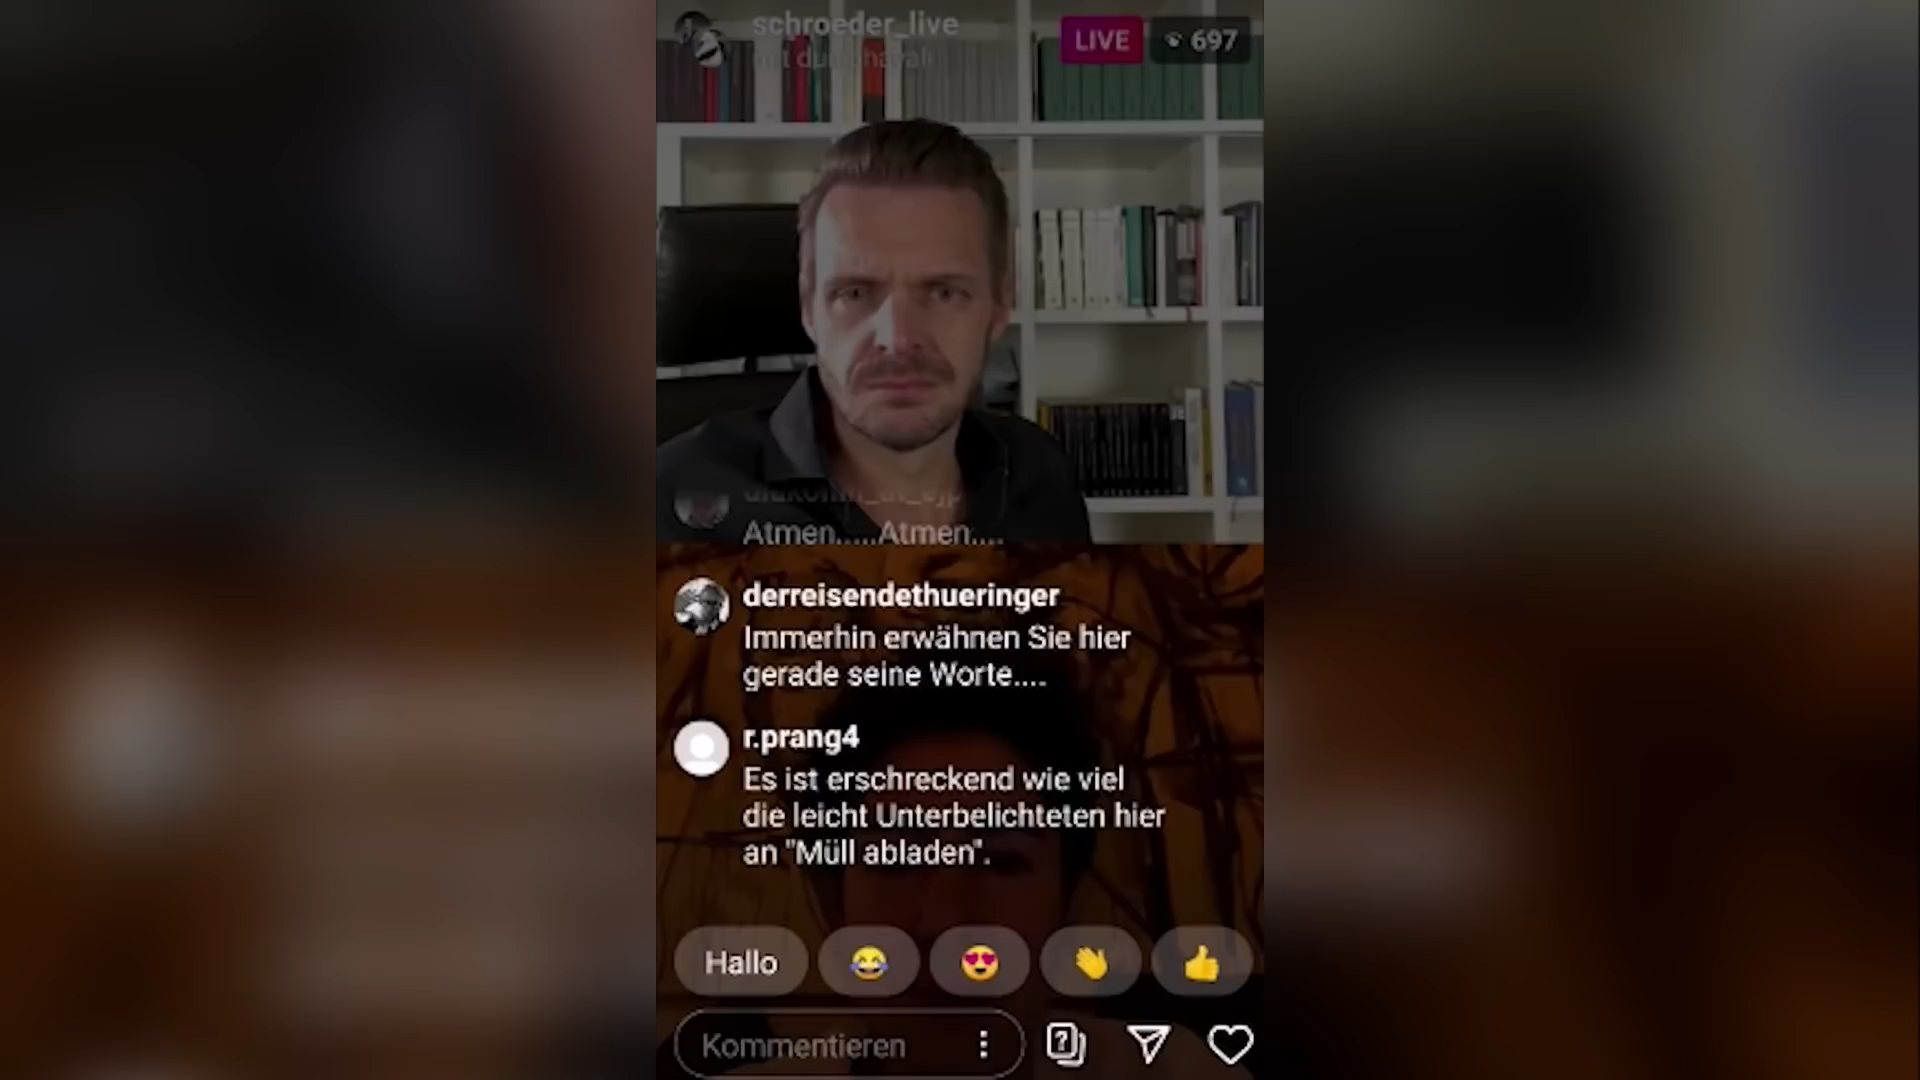 schroeder_live
LIVE
697
Atmen.....Atmen....
derreisendethueringer
Immerhin erwähnen Sie hier
gerade seine Worte....
r.prang4
Es ist erschreckend wie viel
die leicht Unterbelichteten hier
an "Müll abladen".
Hallo
Kommentieren